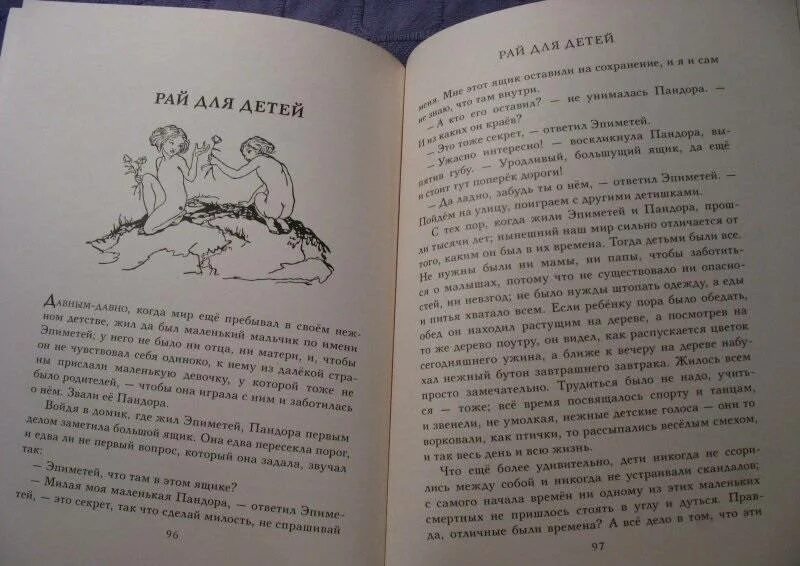 РАЙ ДЛЯ ДЕТЕЙ
Давным-давно, когда мир ещё пребывал в своём неж-
ном детстве, жил да был маленький мальчик по имени
Эпиметей; у него не было ни отца, ни матери, и, чтобы
он не чувствовал себя одиноко, к нему из далёкой стра-
ны прислали маленькую девочку, у которой тоже не
было родителей, — чтобы она играла с ним и заботилась
о нём. Звали её Пандора.
Войдя в домик, где жил Эпиметей, Пандора первым
делом заметила большой ящик. Она едва пересекла порог,
и едва ли не первый вопрос, который она задала, звучал
так:
— Эпиметей, что там в этом ящике?
— Милая моя маленькая Пандора, — ответил Эпиме-
тей, — это секрет, так что сделай милость, не спрашивай
96
РАЙ ДЛЯ ДЕТЕЙ
меня. Мне этот ящик оставили на сохранение, и я и сам
не знаю, что там внутри.
— А кто его оставил? — не унималась Пандора. —
И из каких он краёв?
— Это тоже секрет, — ответил Эпиметей.
— Ужасно интересно! — воскликнула Пандора, вы-
пятив губу. — Уродливый, большущий ящик, да ещё
и стоит тут поперёк дороги!
— Да ладно, забудь ты о нём, — ответил Эпиметей. —
Пойдём на улицу, поиграем с другими детишками.
С тех пор, когда жили Эпиметей и Пандора, прош-
ли тысячи лет; нынешний наш мир сильно отличается от
того, каким он был в их времена. Тогда детьми были все.
Не нужны были ни мамы, ни папы, чтобы заботить-
ся о малышах, потому что не существовало ни опасно-
стей, ни невзгод; не было нужды штопать одежду, а еды
и питья хватало всем. Если ребёнку пора было обедать,
обед он находил растущим на дереве, а посмотрев на
то же дерево поутру, он видел, как распускается цветок
сегодняшнего ужина, а ближе к вечеру на дереве набу-
хал нежный бутон завтрашнего завтрака. Жилось всем
просто замечательно. Трудиться было не надо, учить-
ся — тоже; всё время посвящалось спорту и танцам,
и звенели, не умолкая, нежные детские голоса — они то
ворковали, как птички, то рассыпались весёлым смехом,
и так весь день и всю жизнь.
Что ещё более удивительно, дети никогда не ссори-
лись между собой и никогда не устраивали скандалов;
с самого начала времён ни одному из этих маленьких
смертных не пришлось стоять в углу и дуться. Прав-
да, отличные были времена? А всё дело в том, что эти
97